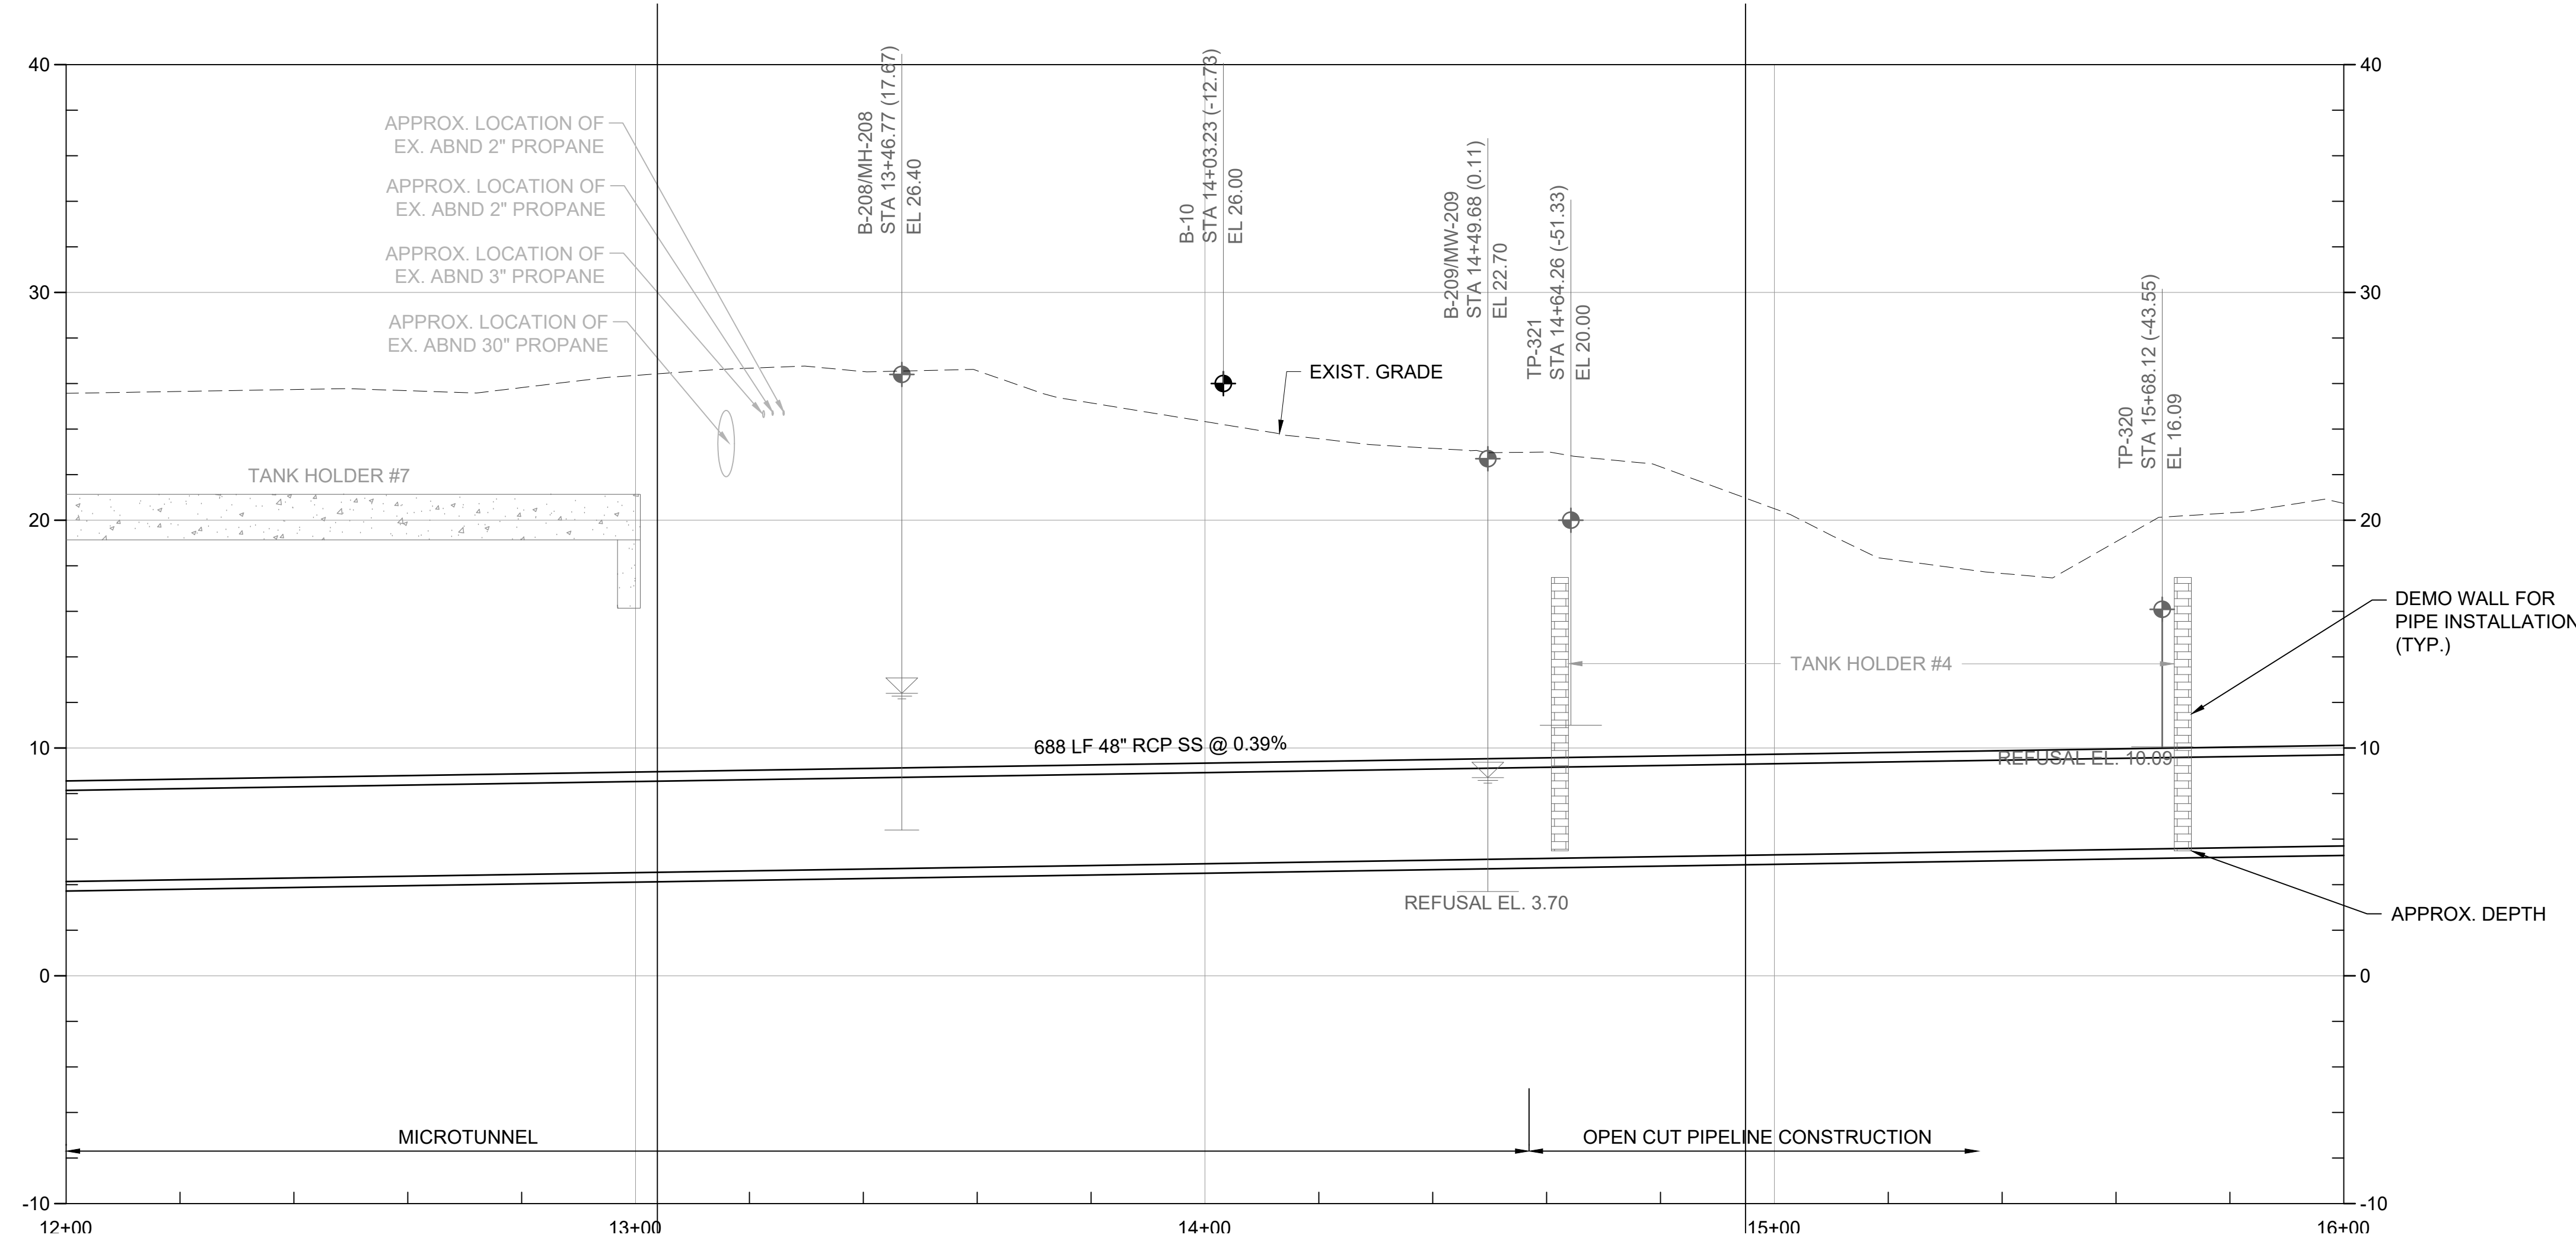 40
30
20
10
0
-10
APPROX. LOCATION OF
EX. ABND 2" PROPANE
APPROX. LOCATION OF
EX. ABND 2" PROPANE
APPROX. LOCATION OF
EX. ABND 3" PROPANE
APPROX. LOCATION OF
EX. ABND 30" PROPANE
TANK HOLDER #7
B-208/MH-208
STA 13+46.77 (17.67)
EL 26.40
B-10
STA 14+03.23 (-12.73)
EL 26.00
EXIST. GRADE
B-209/MW-209
STA 14+49.68 (0.11)
EL 22.70
TP-321
STA 14+64.26 (-51.33)
EL 20.00
TP-320
STA 15+68.12 (-43.55)
EL 16.09
DEMO WALL FOR
PIPE INSTALLATION
(TYP.)
TANK HOLDER #4
688 LF 48" RCP SS @ 0.39%
REFUSAL EL. 10.09
REFUSAL EL. 3.70
APPROX. DEPTH
MICROTUNNEL
OPEN CUT PIPELINE CONSTRUCTION
40
30
20
10
0
-10
12+00
13+00
14+00
15+00
16+00